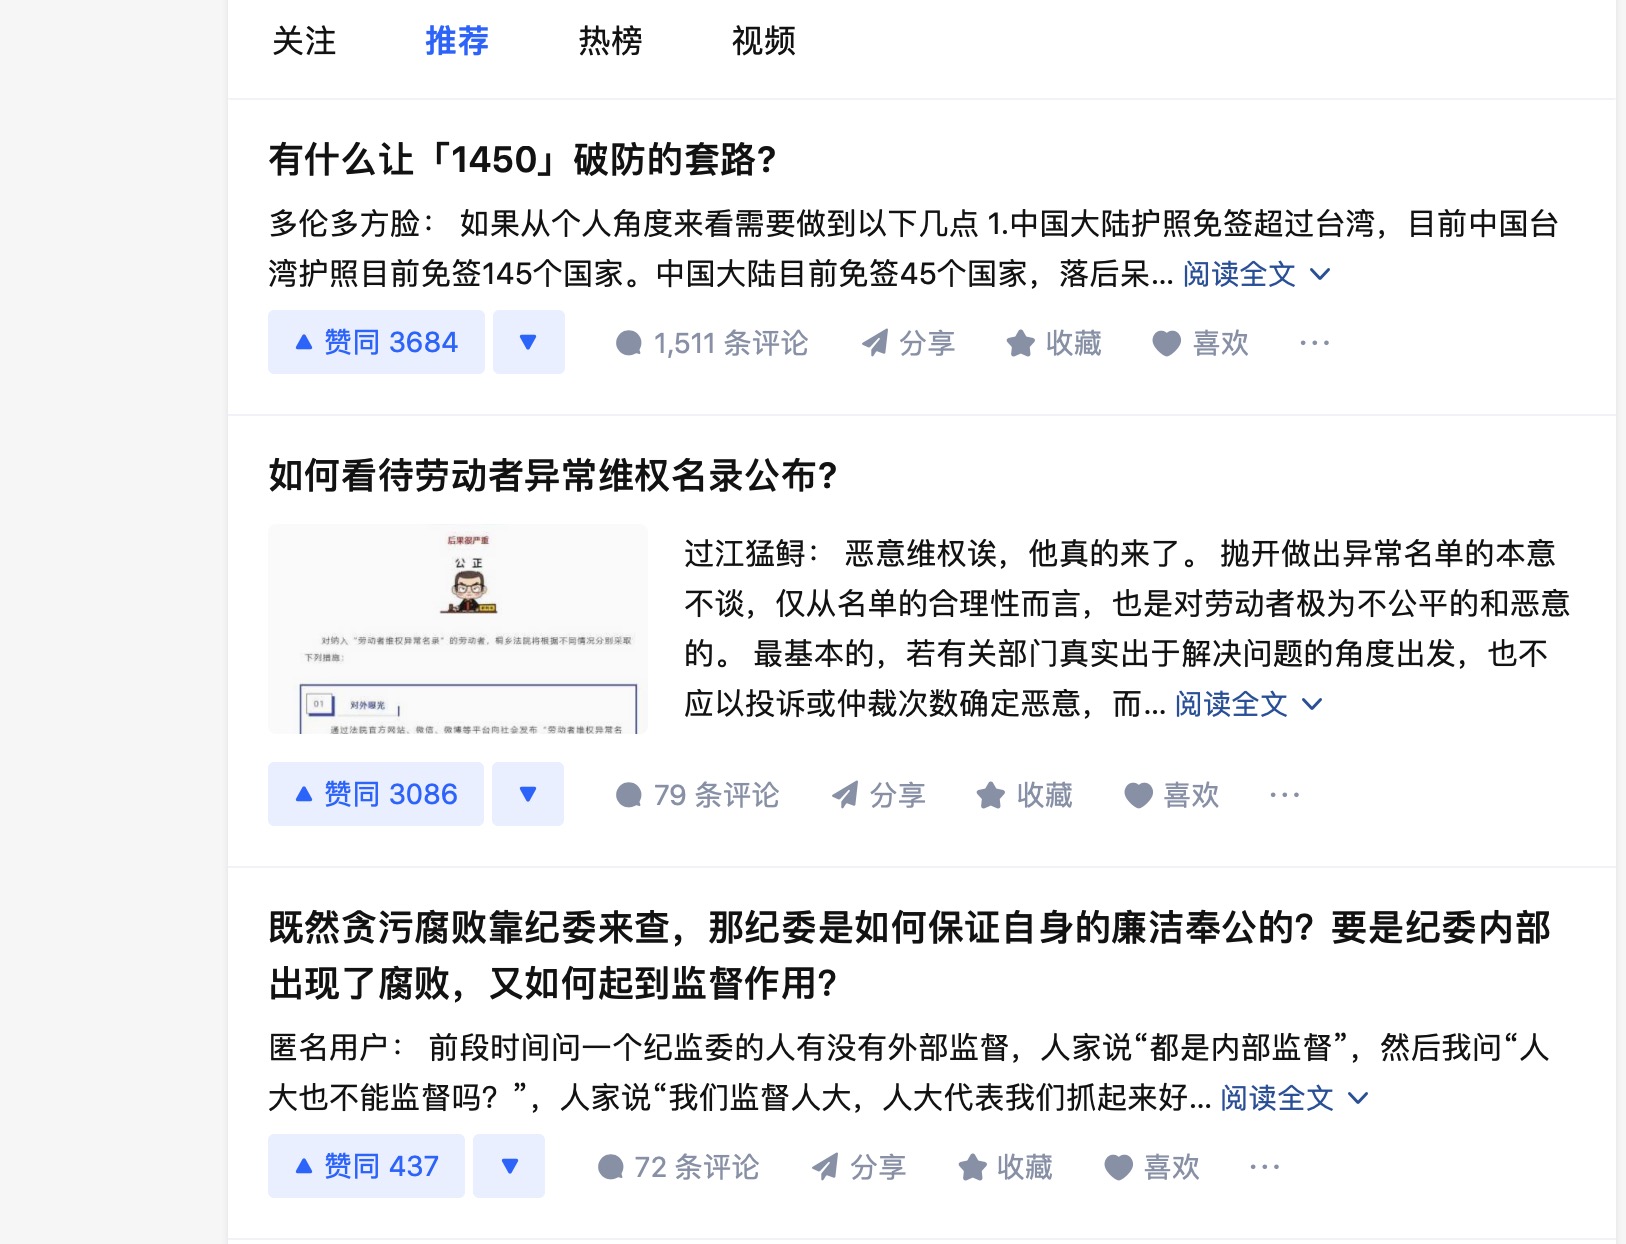 关注 推荐 热榜 视频
有什么让「1450」破防的套路?
多伦多方脸： 如果从个人角度来看需要做到以下几点 1.中国大陆护照免签超过台湾，目前中国台
湾护照目前免签145个国家。中国大陆目前免签45个国家，落后呆... 阅读全文
赞同 3684 1,511 条评论 分享 收藏 喜欢 ···
如何看待劳动者异常维权名录公布?
后果很严重
公 正
对纳入“劳动者维权异常名录”的劳动者，桐乡法院将根据不同情况分别采取
下列措施：
01 对外曝光
通过法院官方网站、微信、微博等平台向社会发布“劳动者维权异常名
过江猛鲟： 恶意维权诶，他真的来了。 抛开做出异常名单的本意
不谈，仅从名单的合理性而言，也是对劳动者极为不公平的和恶意
的。 最基本的，若有关部门真实出于解决问题的角度出发，也不
应以投诉或仲裁次数确定恶意，而... 阅读全文
赞同 3086 79 条评论 分享 收藏 喜欢 ···
既然贪污腐败靠纪委来查，那纪委是如何保证自身的廉洁奉公的？要是纪委内部
出现了腐败，又如何起到监督作用?
匿名用户： 前段时间问一个纪监委的人有没有外部监督，人家说“都是内部监督”，然后我问“人
大也不能监督吗？”，人家说“我们监督人大，人大代表我们抓起来好... 阅读全文
赞同 437 72 条评论 分享 收藏 喜欢 ···